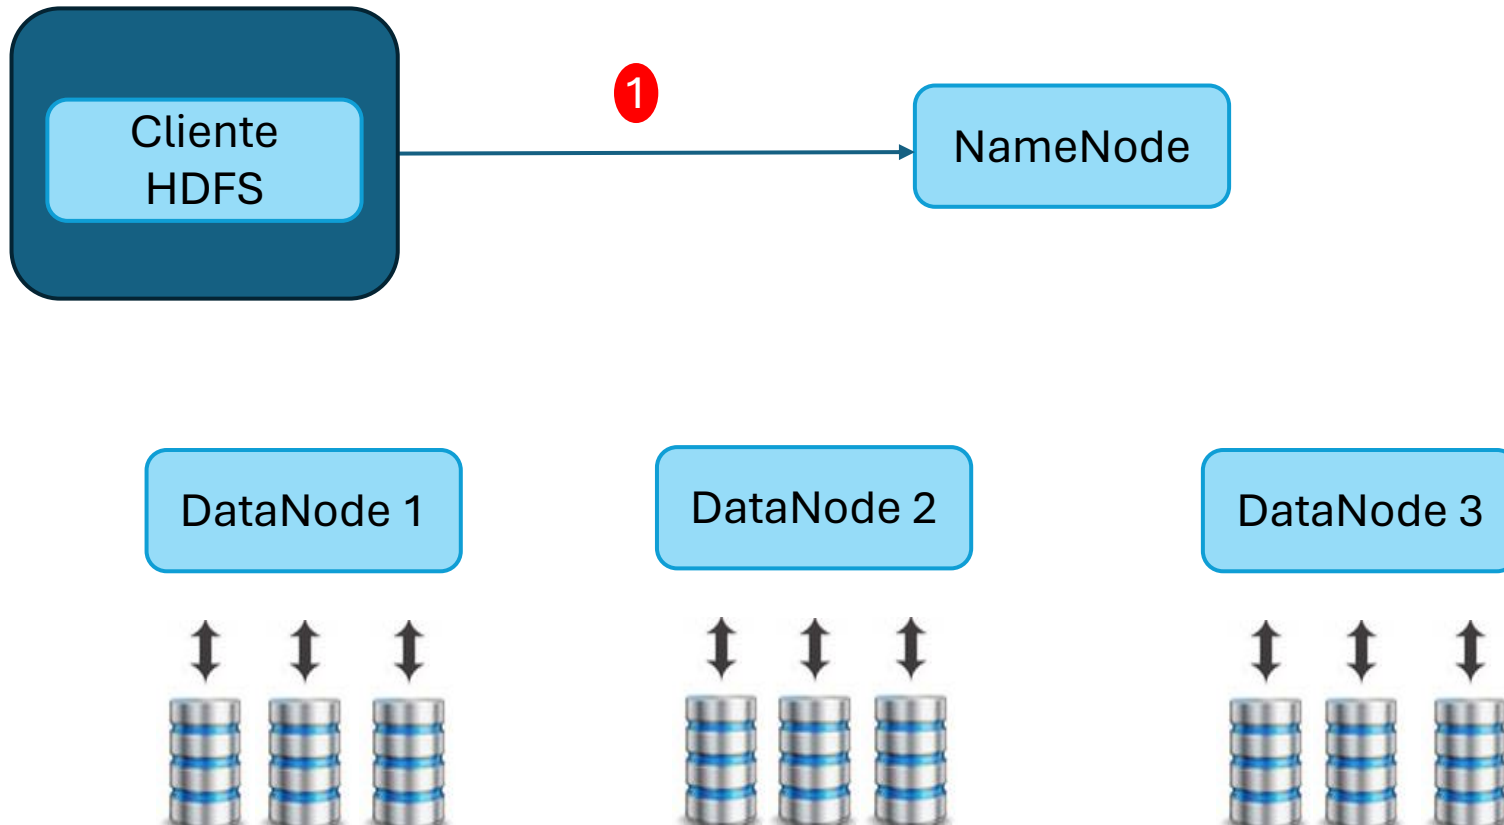 1
Cliente
HDFS
NameNode
DataNode 1
DataNode 2
DataNode 3